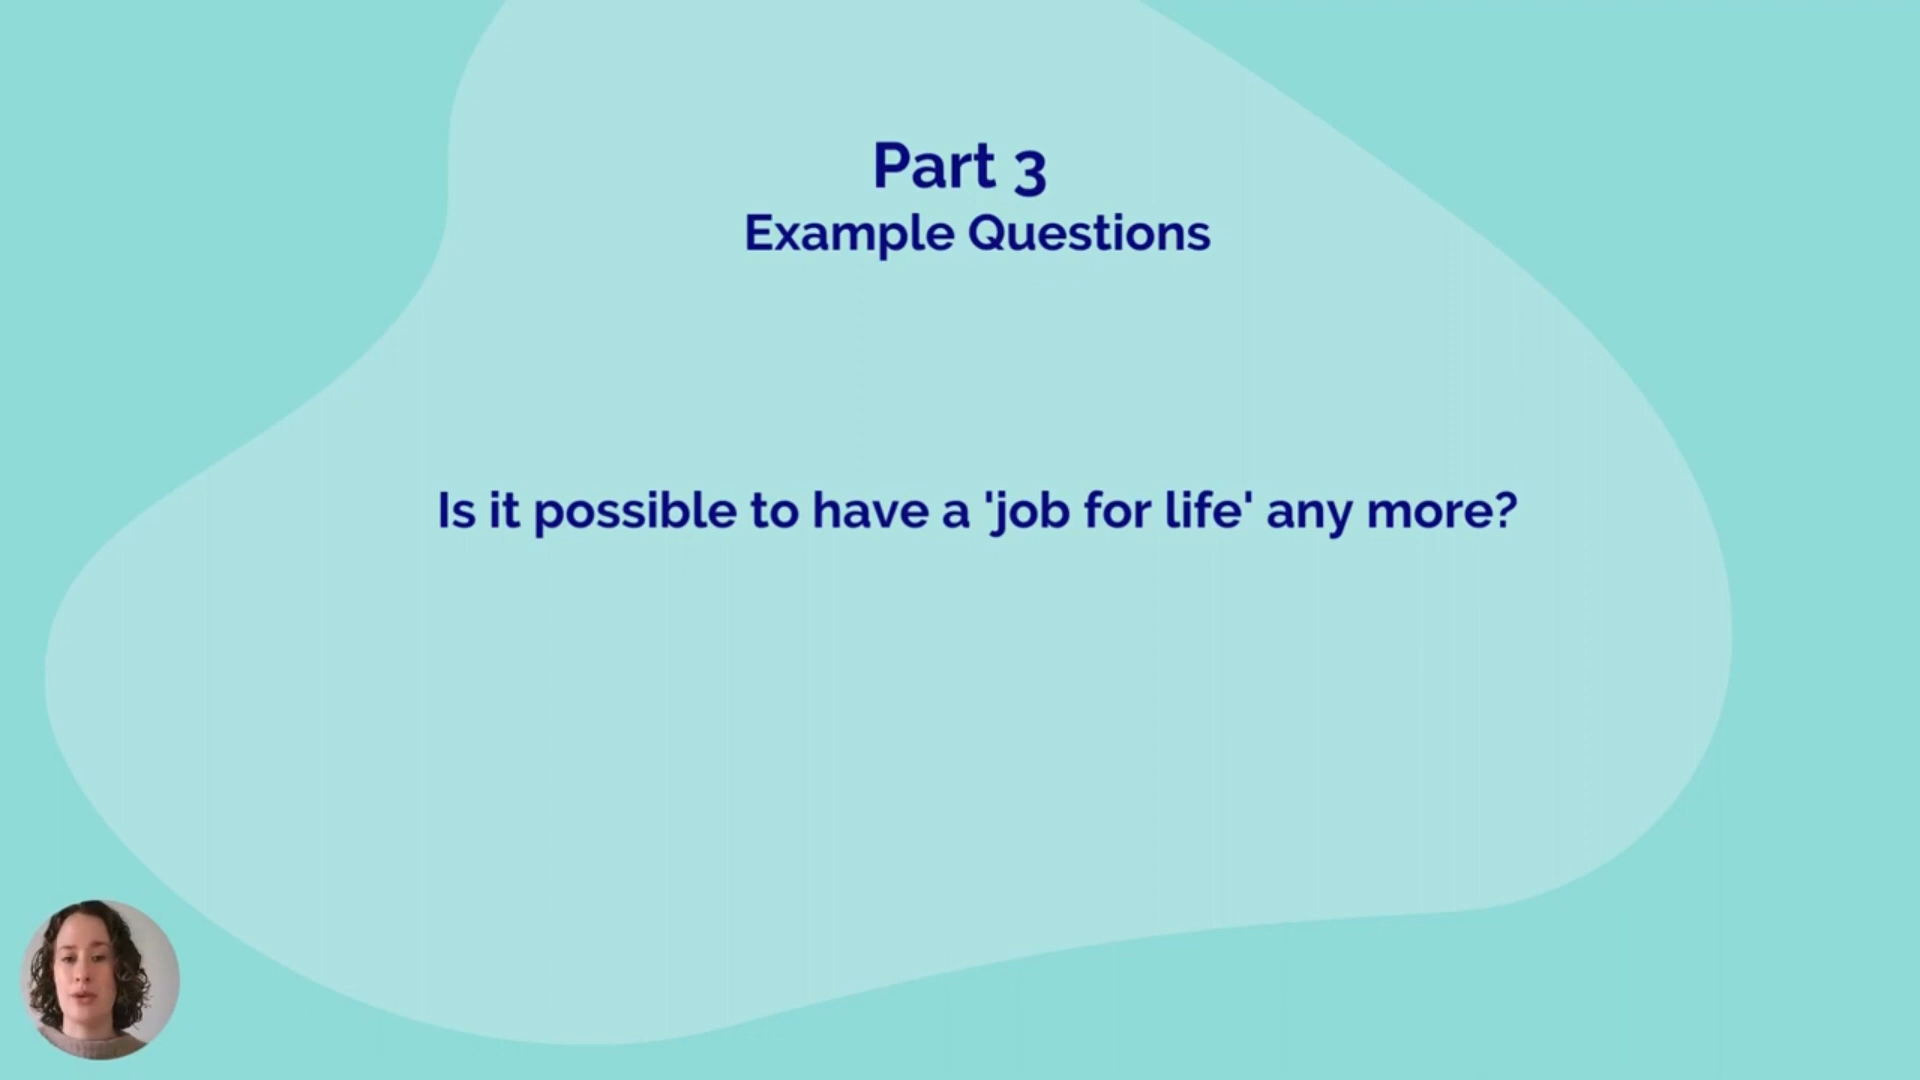 Part 3
Example Questions
Is it possible to have a 'job for life' any more?